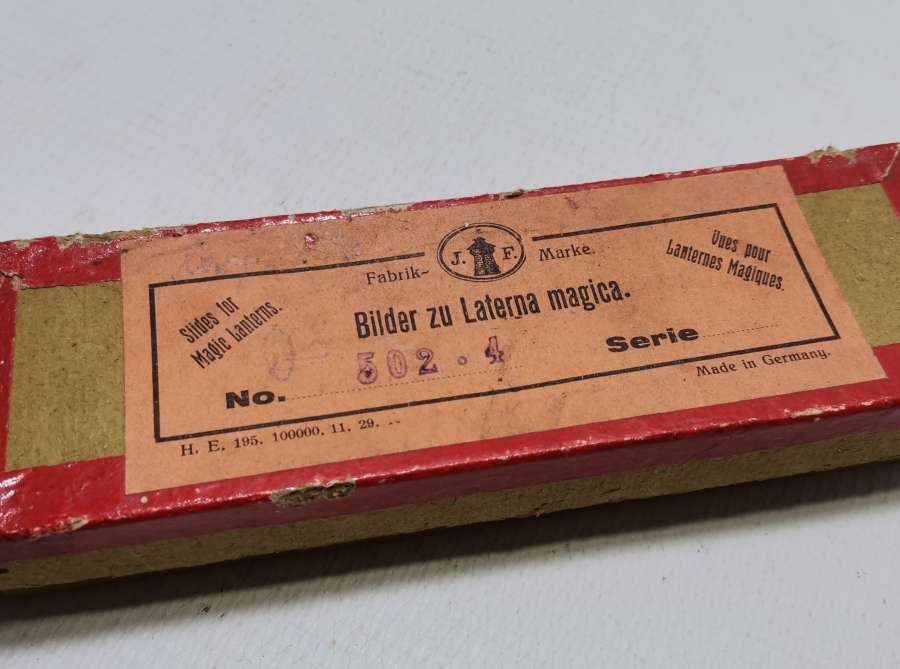 J. F.
Fabrik- Marke.
Slides for
Magic Lanterns.
Vues pour
Lanternes Magiques.
Bilder zu Laterna magica.
No. 502.4 Serie
Made in Germany.
H. E. 195. 100000. 11. 29.